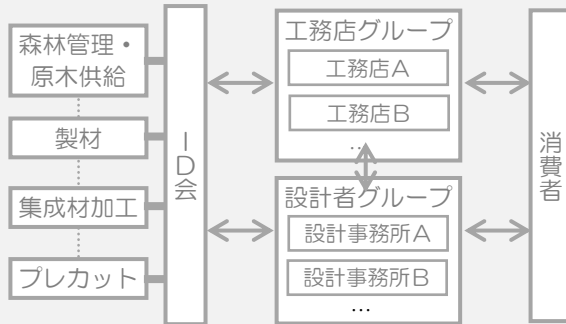 森林管理・
原木供給
製材
集成材加工
プレカット
ID会
工務店グループ
工務店A
工務店B
…
設計者グループ
設計事務所A
設計事務所B
…
消費者